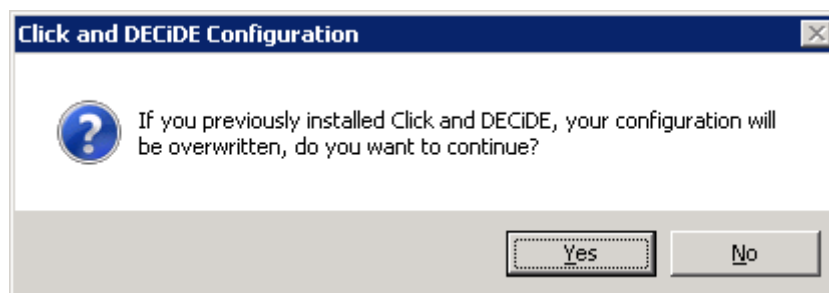 Click and DECiDE Configuration
If you previously installed Click and DECiDE, your configuration will
be overwritten, do you want to continue?
Yes
No